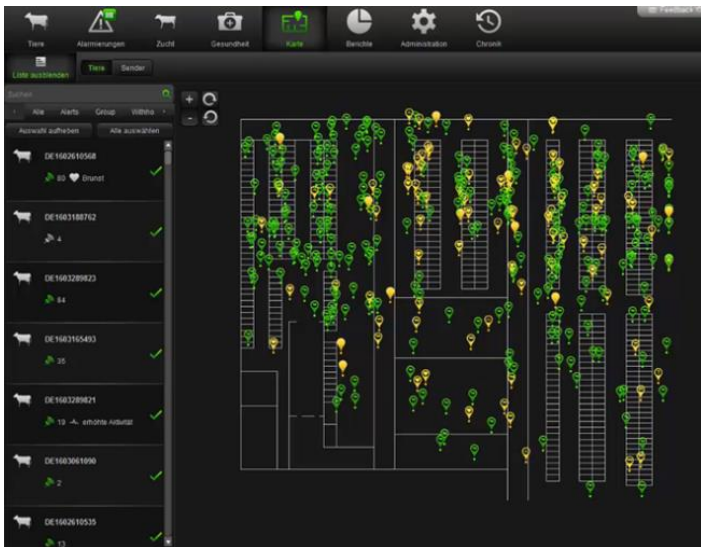 Feedback
Tiere
Alarmierungen
Zucht
Gesundheit
Karte
Berichte
Administration
Chronik
Liste ausblenden
Tiere
Sender
Suchen
Alle
Alerts
Group
Withho
Auswahl aufheben
Alle auswählen
+
-
DE1602610568
80 Brunst
DE1603188762
4
DE1603289823
84
DE1603165493
35
DE1603289821
19 erhöhte Aktivität
DE1603061090
2
DE1602610535
13